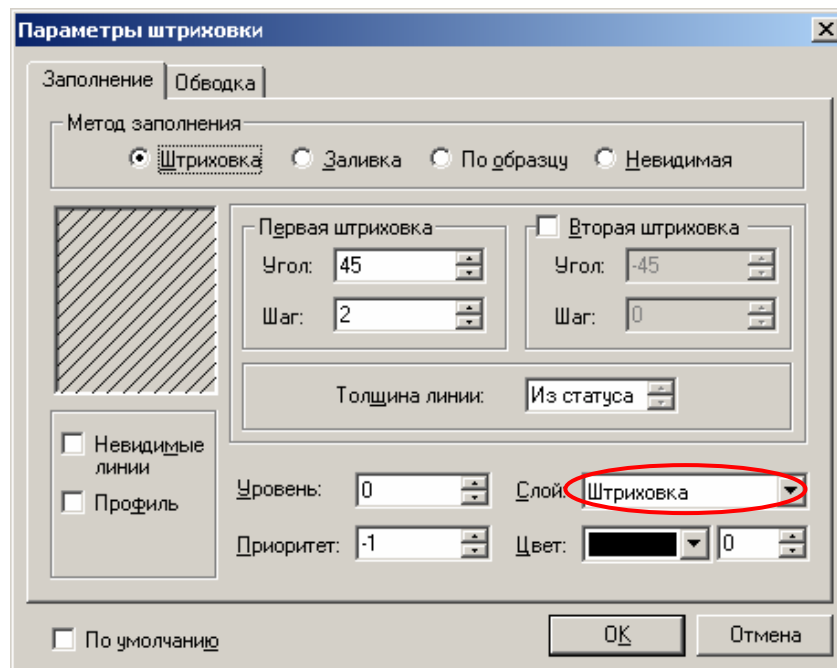 Параметры штриховки
Заполнение Обводка
Метод заполнения
Штриховка Заливка По образцу Невидимая
Первая штриховка Вторая штриховка
Угол: 45 Угол: -45
Шаг: 2 Шаг: 0
Толщина линии: Из статуса
Невидимые
линии
Профиль
Уровень: 0 Слой: Штриховка
Приоритет: -1 Цвет: 0
По умолчанию OK Отмена